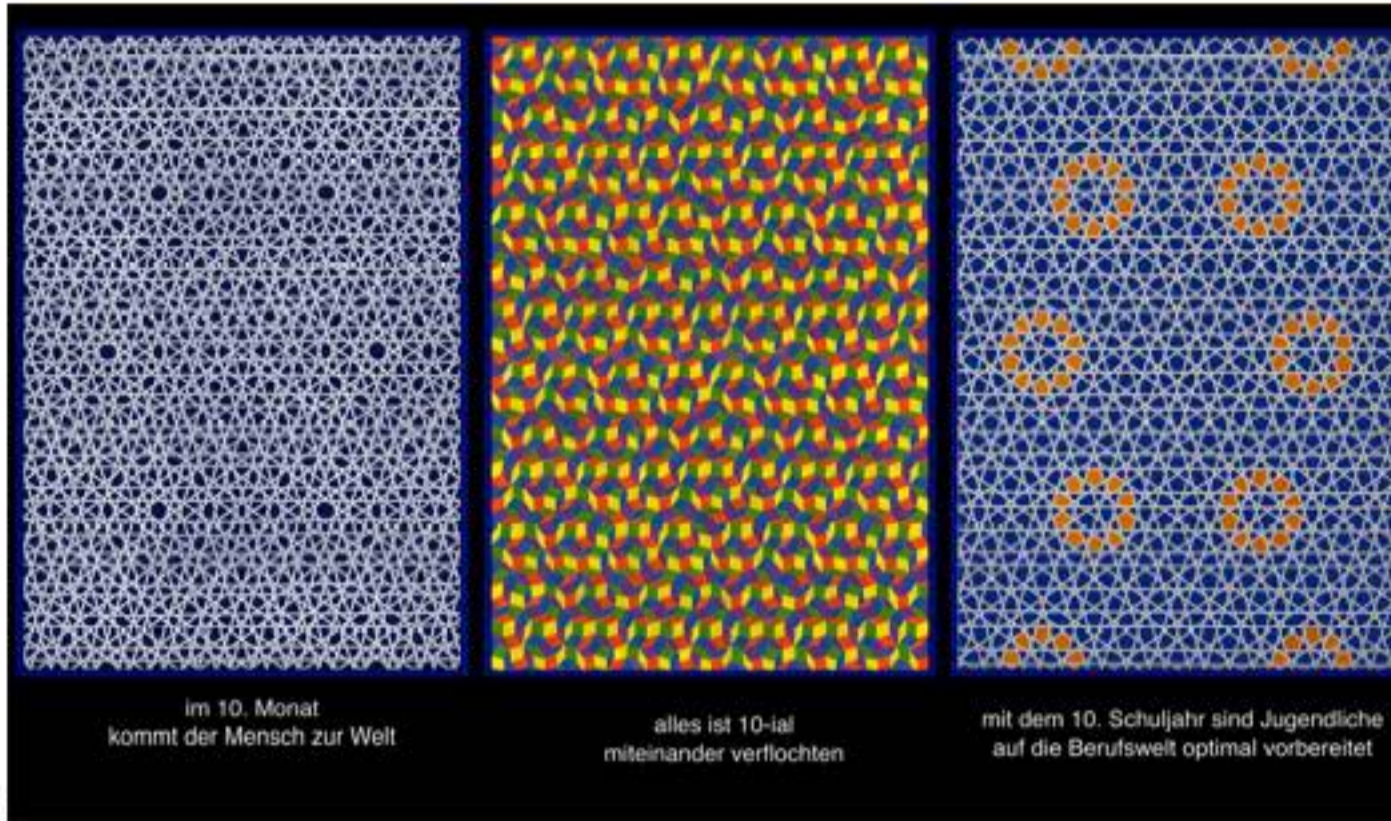 im 10. Monat
kommt der Mensch zur Welt
alles ist 10-ial
miteinander verflochten
mit dem 10. Schuljahr sind Jugendliche
auf die Berufswelt optimal vorbereitet